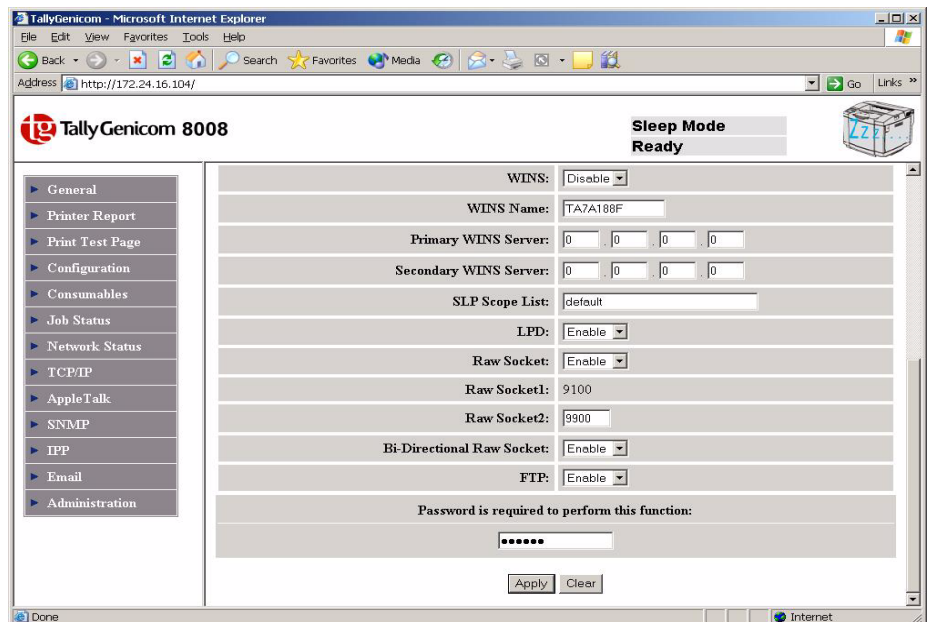 TallyGenicom - Microsoft Internet Explorer
File Edit View Favorites Tools Help
Back Search Favorites Media
Address http://172.24.16.104/ Go Links »
tg TallyGenicom 8008
Sleep Mode
Ready
Zzz...
General
Printer Report
Print Test Page
Configuration
Consumables
Job Status
Network Status
TCP/IP
AppleTalk
SNMP
IPP
Email
Administration
WINS: Disable
WINS Name: TA7A188F
Primary WINS Server: 0 . 0 . 0 . 0
Secondary WINS Server: 0 . 0 . 0 . 0
SLP Scope List: default
LPD: Enable
Raw Socket: Enable
Raw Socket1: 9100
Raw Socket2: 9900
Bi-Directional Raw Socket: Enable
FTP: Enable
Password is required to perform this function:
••••••
Apply Clear
Done Internet